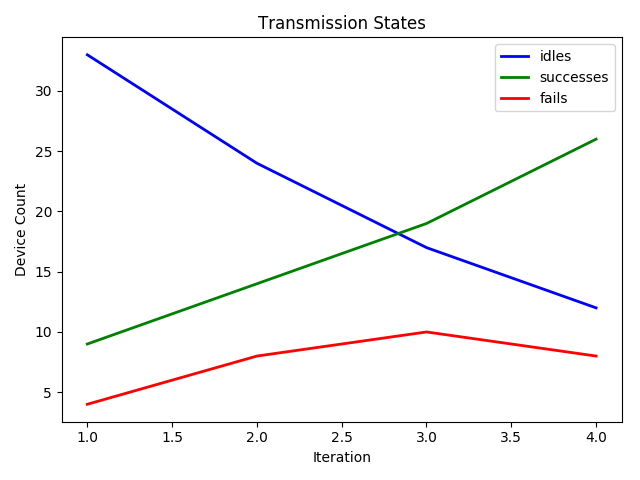 Transmission States
idles
successes
fails
Device Count
30
25
20
15
10
5
1.0 1.5 2.0 2.5 3.0 3.5 4.0
Iteration